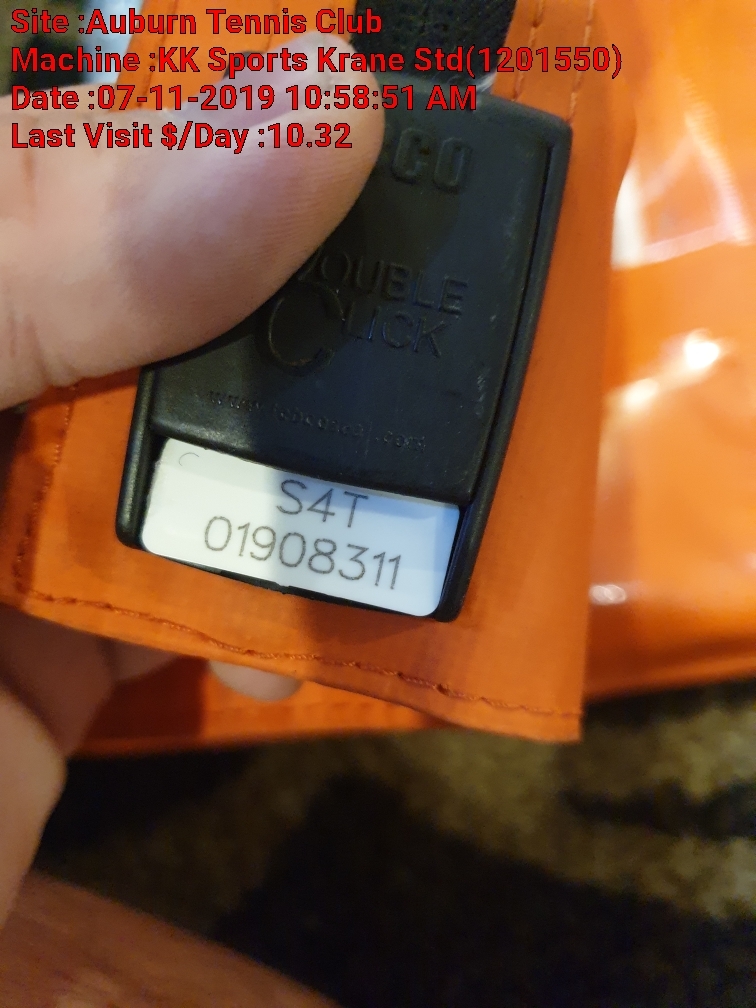 Site :Auburn Tennis Club
Machine :KK Sports Krane Std(1201550)
Date :07-11-2019 10:58:51 AM
Last Visit $/Day :10.32
DOUBLE
CLICK
S4T
01908311